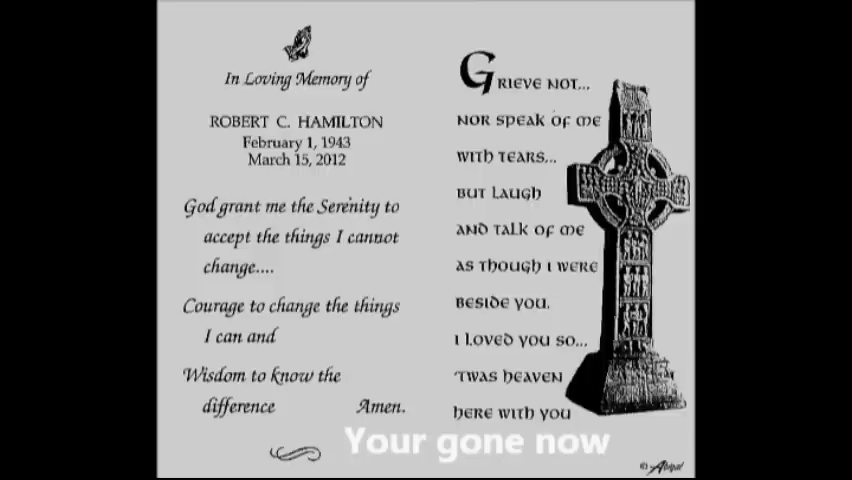 In Loving Memory of
ROBERT C. HAMILTON
February 1, 1943
March 15, 2012
God grant me the Serenity to
accept the things I cannot
change....
Courage to change the things
I can and
Wisdom to know the
difference Amen.
GRIEVE NOT...
NOR SPEAK OF ME
WITH TEARS...
BUT LAUGH
AND TALK OF ME
AS THOUGH I WERE
BESIDE YOU.
I LOVED YOU SO...
'TWAS HEAVEN
HERE WITH YOU
Your gone now
© Abigal